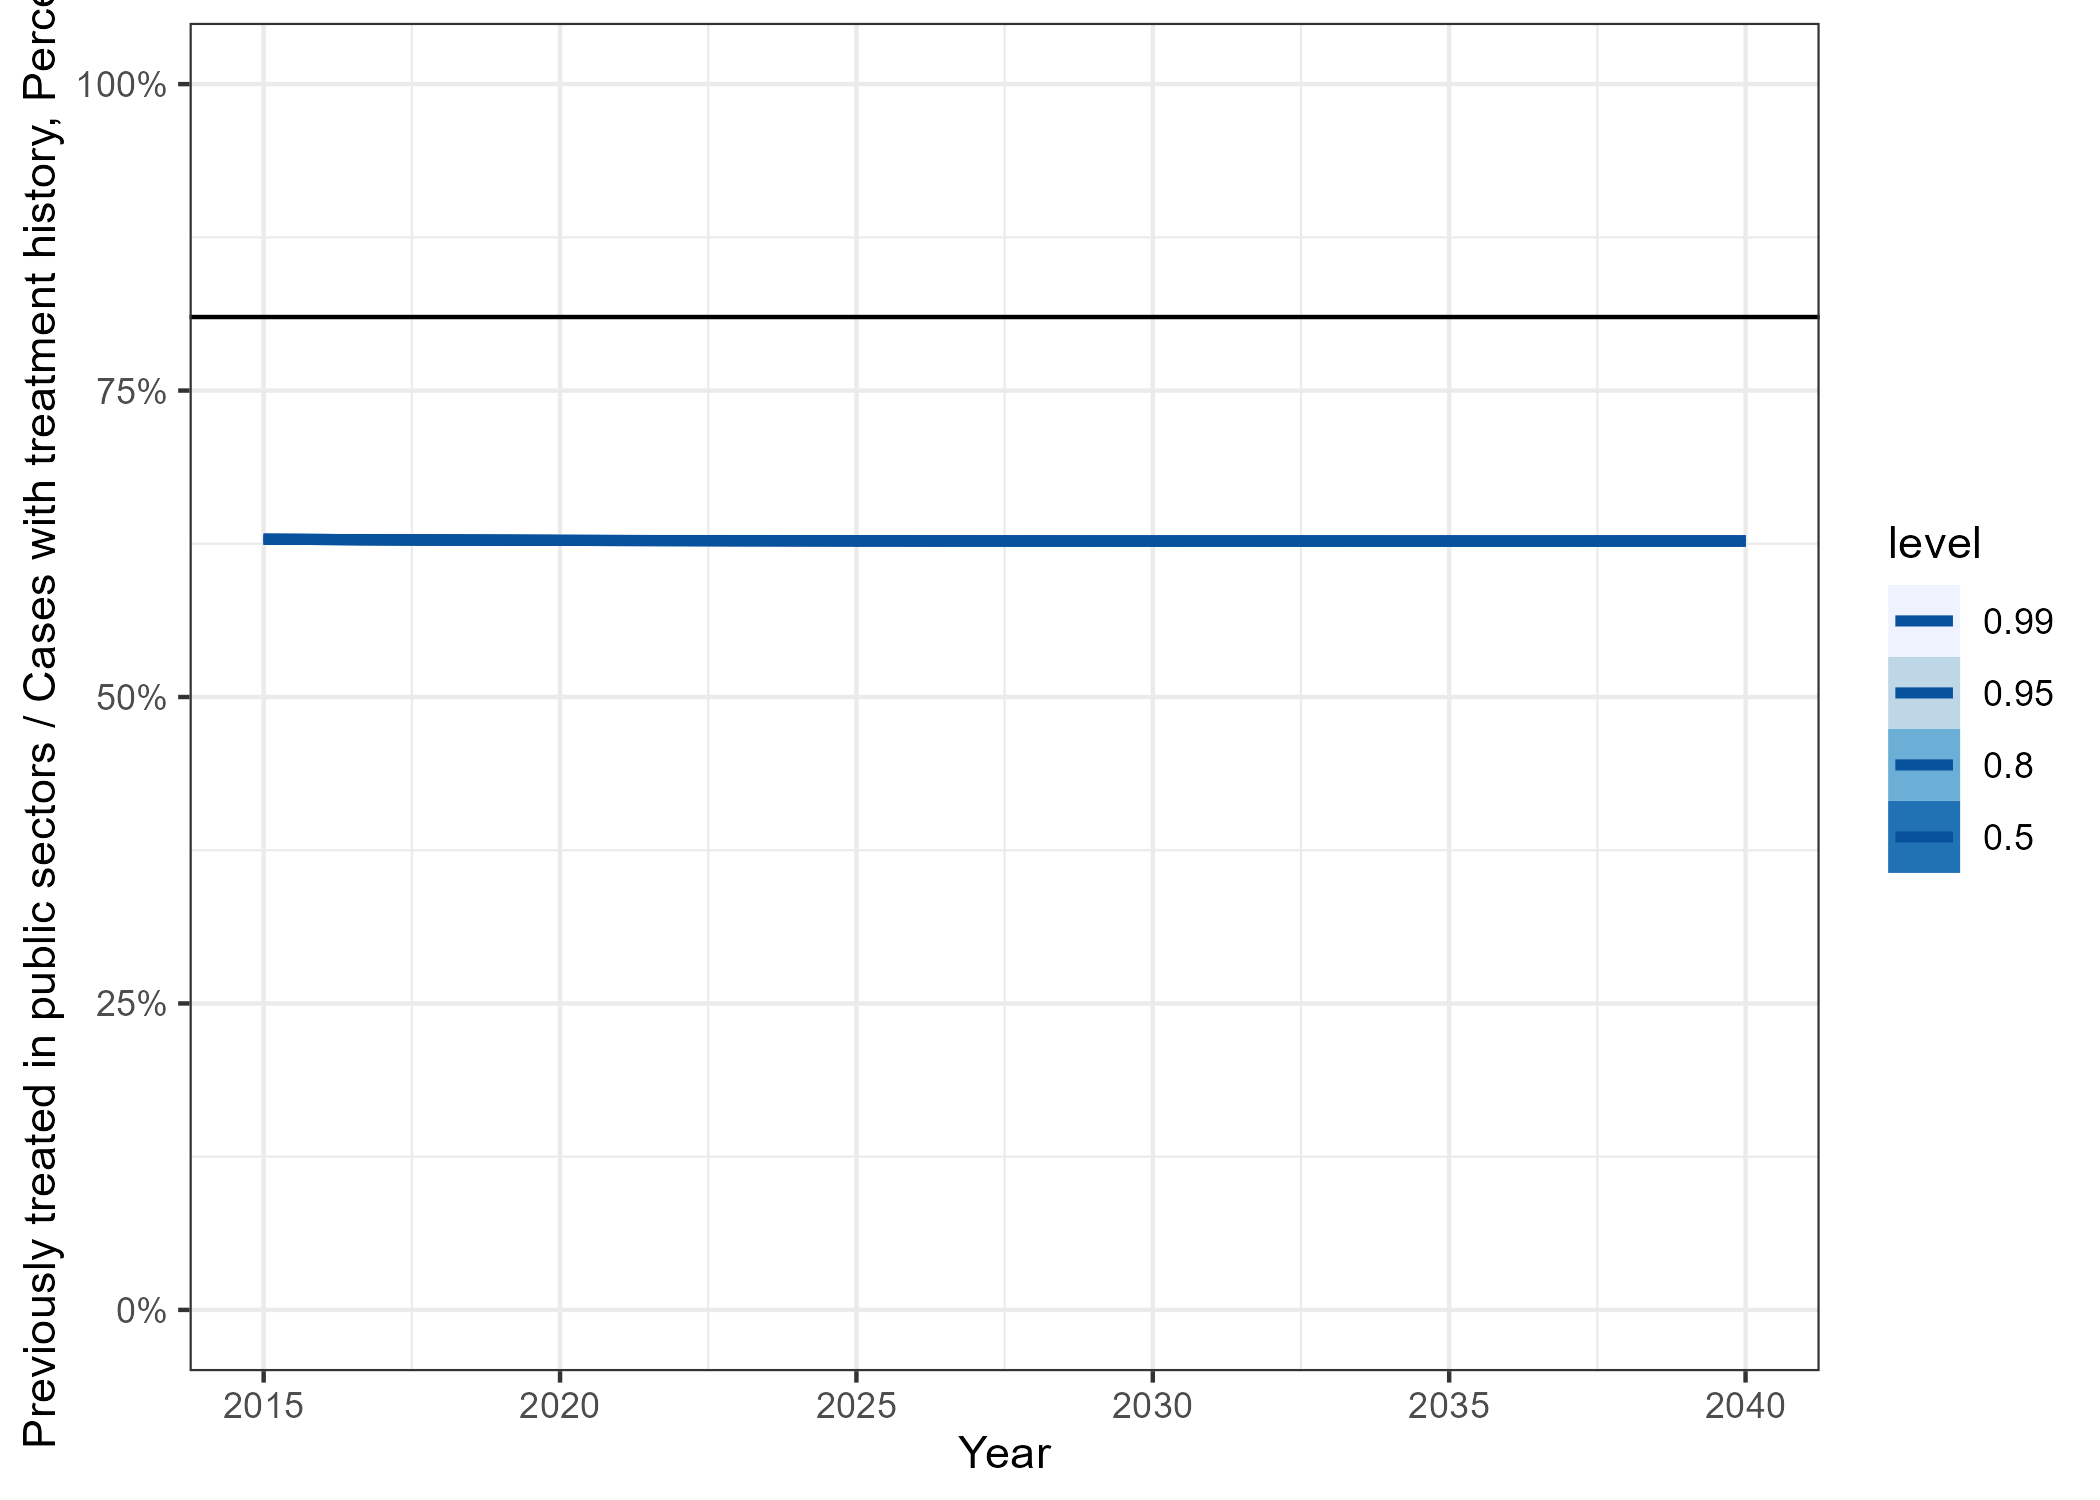 Previously treated in public sectors / Cases with treatment history,
100%
75%
50%
25%
0%
2015 2020 2025 2030 2035 2040
Year
level
0.99
0.95
0.8
0.5